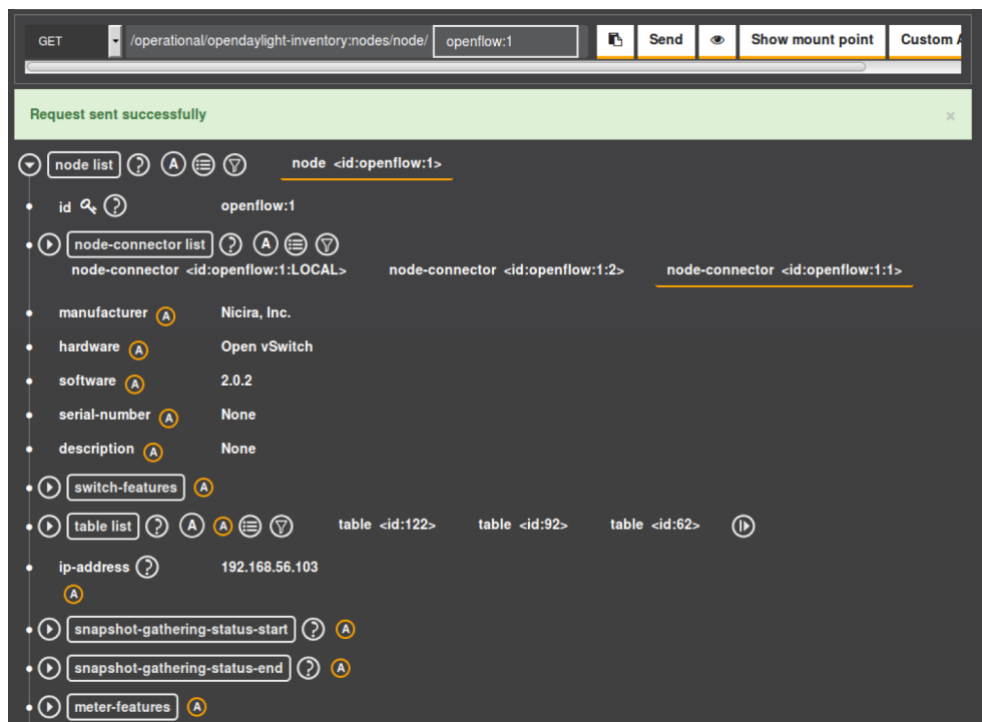 GET /operational/opendaylight-inventory:nodes/node/ openflow:1 Send Show mount point Custom A
Request sent successfully ×
node list ? A node <id:openflow:1>
id ? openflow:1
node-connector list ? A
node-connector <id:openflow:1:LOCAL> node-connector <id:openflow:1:2> node-connector <id:openflow:1:1>
manufacturer A Nicira, Inc.
hardware A Open vSwitch
software A 2.0.2
serial-number A None
description A None
switch-features A
table list ? A A table <id:122> table <id:92> table <id:62>
ip-address ? 192.168.56.103
A
snapshot-gathering-status-start ? A
snapshot-gathering-status-end ? A
meter-features A